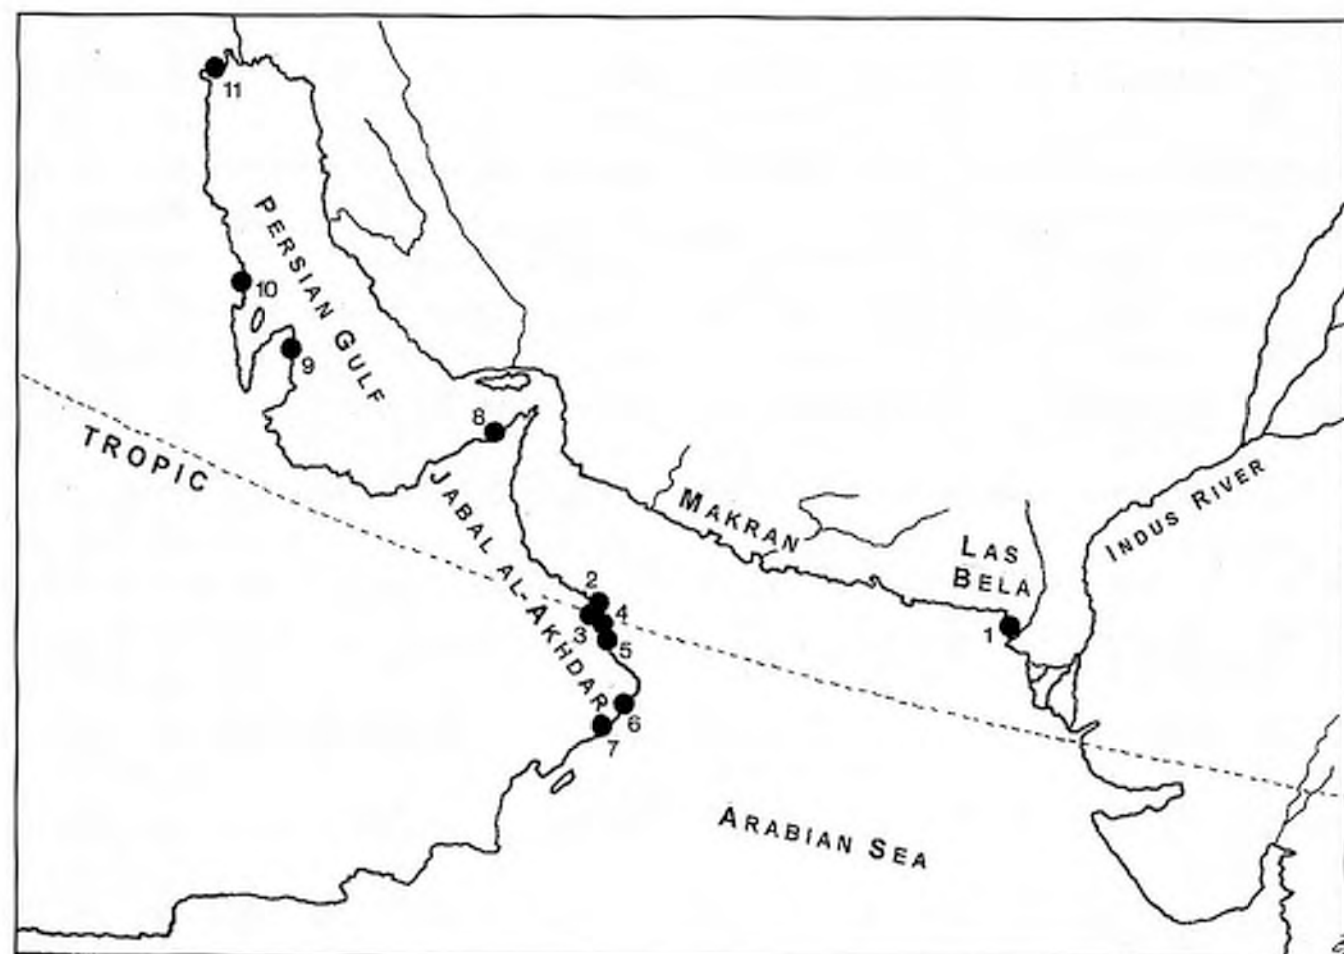 11
PERSIAN GULF
10
9
TROPIC
8
JABAL AL-AKHDAR
MAKRAN
LAS
BELA
INDUS RIVER
2
4
3
5
1
6
7
ARABIAN SEA